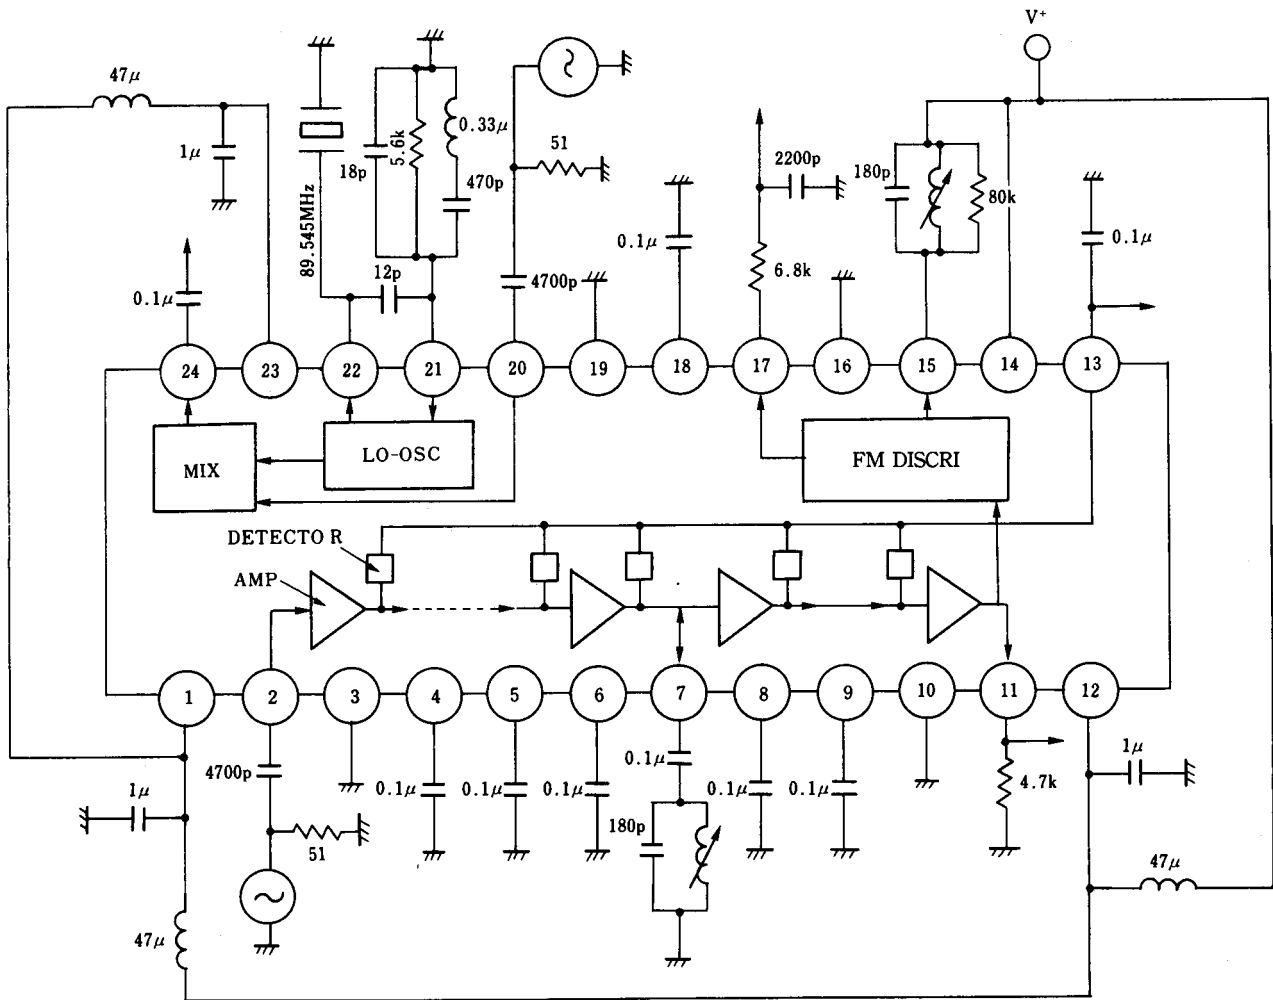 V+
47μ
1μ
89.545MHz
18p
5.6k
0.33μ
470p
12p
51
4700p
0.1μ
0.1μ
2200p
6.8k
180p
80k
0.1μ
24
23
22
21
20
19
18
17
16
15
14
13
MIX
LO-OSC
FM DISCRI
DETECTO R
AMP
1
2
3
4
5
6
7
8
9
10
11
12
4700p
1μ
51
47μ
0.1μ
0.1μ
0.1μ
0.1μ
180p
0.1μ
0.1μ
4.7k
1μ
47μ